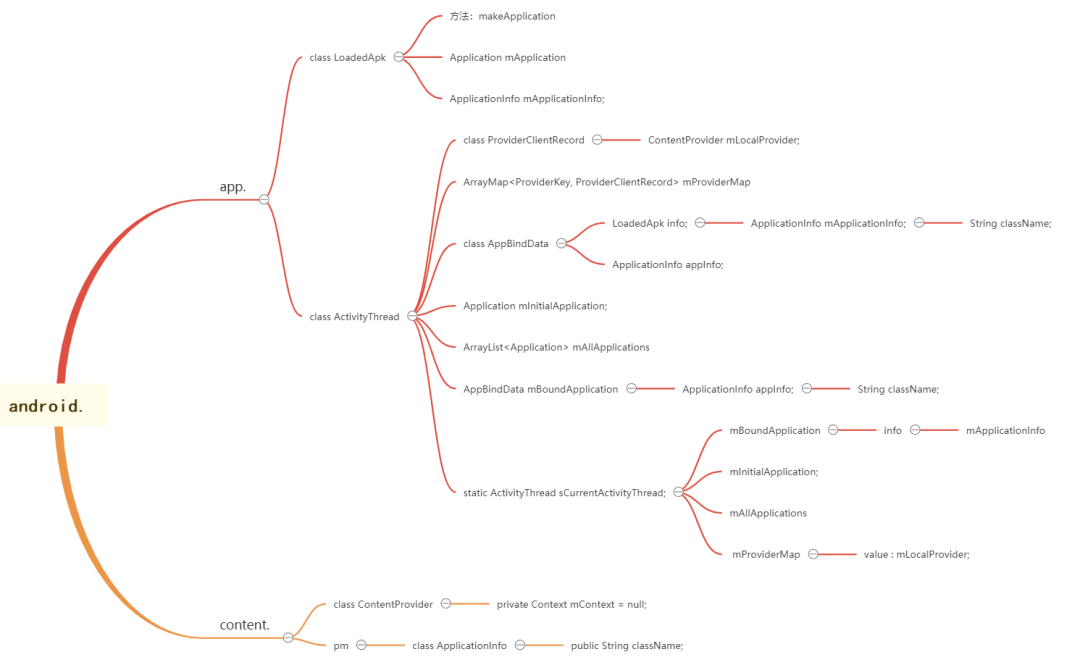 方法：makeApplication
class LoadedApk
Application mApplication
ApplicationInfo mApplicationInfo;
class ProviderClientRecord
ContentProvider mLocalProvider;
app.
ArrayMap<ProviderKey, ProviderClientRecord> mProviderMap
LoadedApk info;
ApplicationInfo mApplicationInfo;
String className;
class AppBindData
ApplicationInfo appInfo;
Application mInitialApplication;
class ActivityThread
ArrayList<Application> mAllApplications
AppBindData mBoundApplication
ApplicationInfo appInfo;
String className;
android.
mBoundApplication
info
mApplicationInfo
mInitialApplication;
static ActivityThread sCurrentActivityThread;
mAllApplications
mProviderMap
value : mLocalProvider;
class ContentProvider
private Context mContext = null;
content.
pm
class ApplicationInfo
public String className;